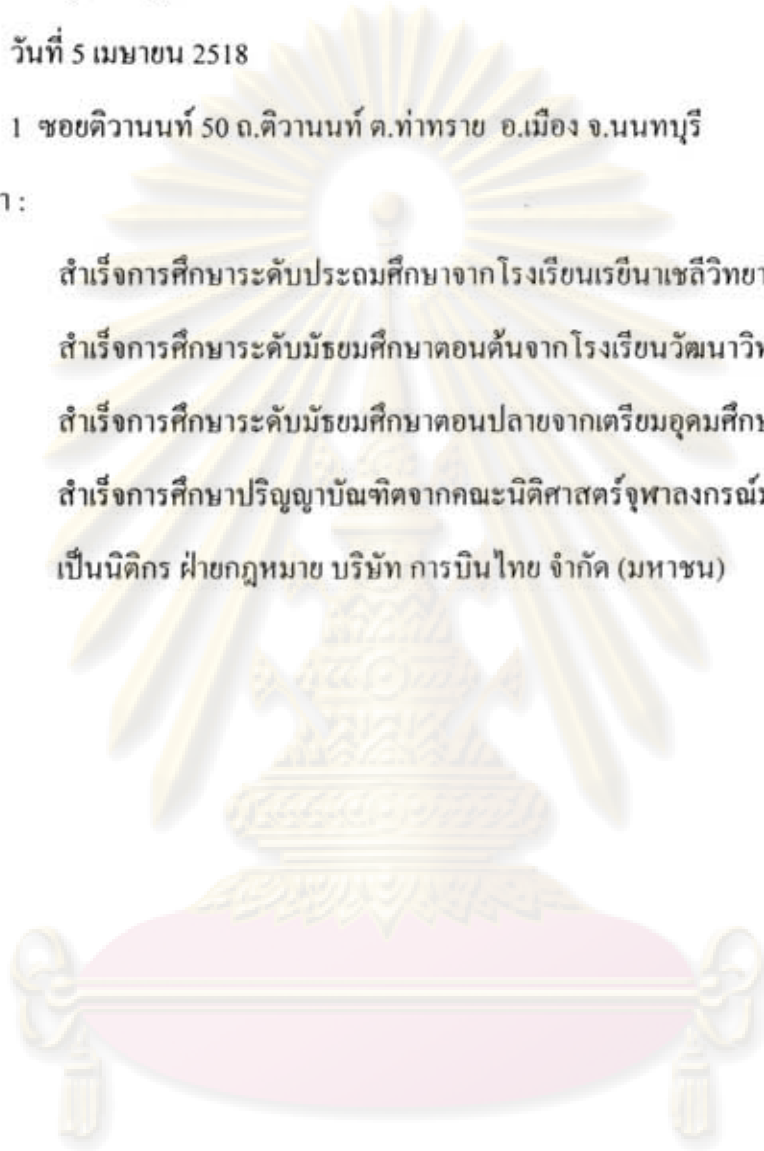 วันที่ 5 เมษายน 2518
1 ซอยติวานนท์ 50 ถ.ติวานนท์ ต.ท่าทราย อ.เมือง จ.นนทบุรี
า :
สำเร็จการศึกษาระดับประถมศึกษาจากโรงเรียนเรยีนาเชลีวิทยา
สำเร็จการศึกษาระดับมัธยมศึกษาตอนต้นจากโรงเรียนวัฒนาวิท
สำเร็จการศึกษาระดับมัธยมศึกษาตอนปลายจากเตรียมอุดมศึกษ
สำเร็จการศึกษาปริญญาบัณฑิตจากคณะนิติศาสตร์จุฬาลงกรณ์ม
เป็นนิติกร ฝ่ายกฎหมาย บริษัท การบินไทย จำกัด (มหาชน)